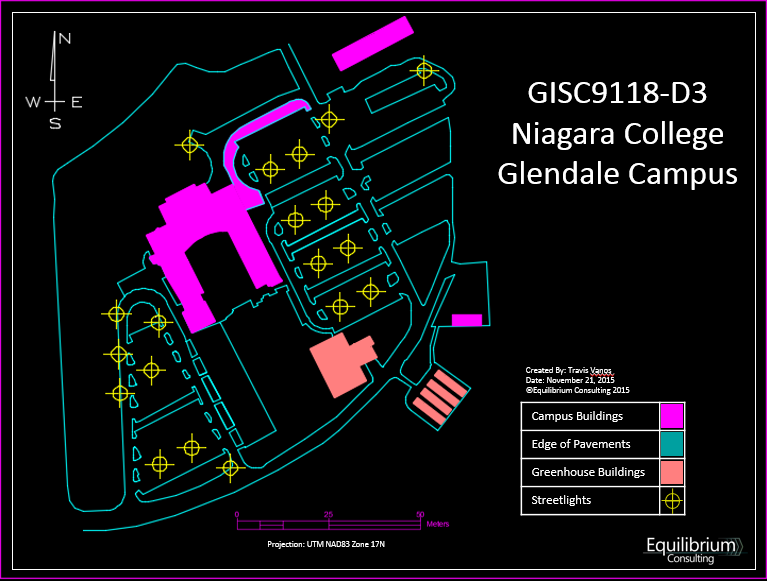 N
W E
S
GISC9118-D3
Niagara College
Glendale Campus
Created By: Travis Vanos
Date: November 21, 2015
©Equilibrium Consulting 2015
Campus Buildings
Edge of Pavements
Greenhouse Buildings
Streetlights
0 25 50
Meters
Projection: UTM NAD83 Zone 17N
Equilibrium
Consulting